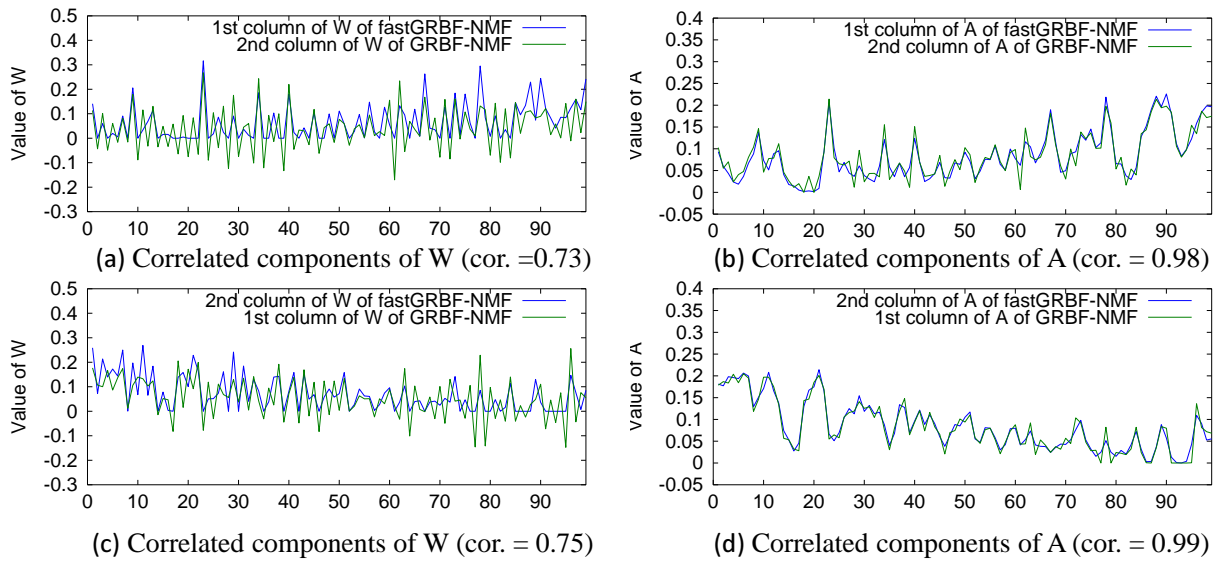 1st column of W of fastGRBF-NMF
2nd column of W of GRBF-NMF
Value of W
0.5
0.4
0.3
0.2
0.1
0
-0.1
-0.2
-0.3
0 10 20 30 40 50 60 70 80 90
(a) Correlated components of W (cor. =0.73)
1st column of A of fastGRBF-NMF
2nd column of A of GRBF-NMF
Value of A
0.4
0.35
0.3
0.25
0.2
0.15
0.1
0.05
0
-0.05
0 10 20 30 40 50 60 70 80 90
(b) Correlated components of A (cor. = 0.98)
2nd column of W of fastGRBF-NMF
1st column of W of GRBF-NMF
Value of W
0.5
0.4
0.3
0.2
0.1
0
-0.1
-0.2
-0.3
0 10 20 30 40 50 60 70 80 90
(c) Correlated components of W (cor. = 0.75)
2nd column of A of fastGRBF-NMF
1st column of A of GRBF-NMF
Value of A
0.4
0.35
0.3
0.25
0.2
0.15
0.1
0.05
0
-0.05
0 10 20 30 40 50 60 70 80 90
(d) Correlated components of A (cor. = 0.99)